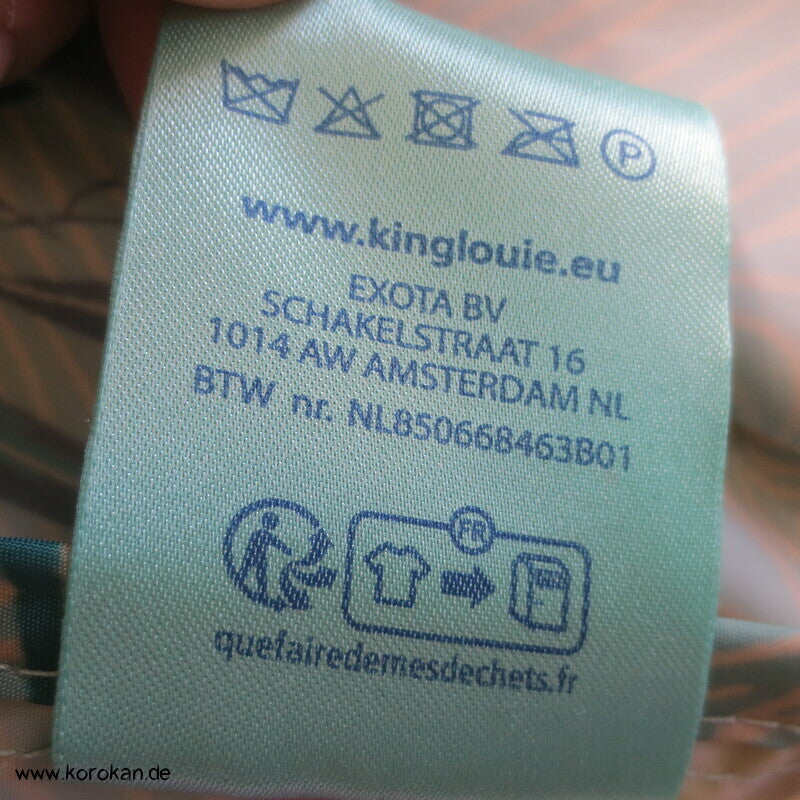 P
www.kinglouie.eu
EXOTA BV
SCHAKELSTRAAT 16
1014 AW AMSTERDAM NL
BTW nr. NL850668463B01
FR
quefairedemesdechets.fr
www.korokan.de